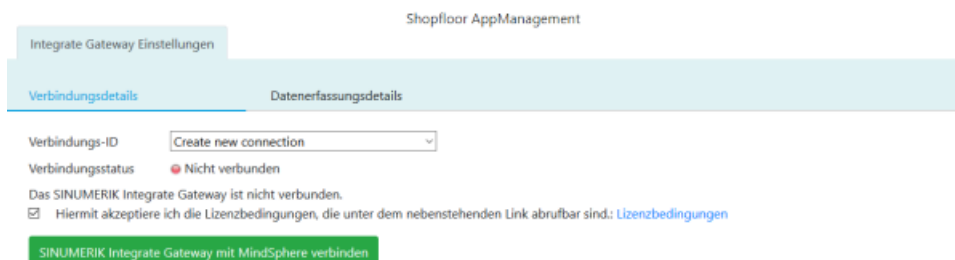 Shopfloor AppManagement
Integrate Gateway Einstellungen
Verbindungsdetails Datenerfassungsdetails
Verbindungs-ID Create new connection
Verbindungsstatus Nicht verbunden
Das SINUMERIK Integrate Gateway ist nicht verbunden.
Hiermit akzeptiere ich die Lizenzbedingungen, die unter dem nebenstehenden Link abrufbar sind.: Lizenzbedingungen
SINUMERIK Integrate Gateway mit MindSphere verbinden